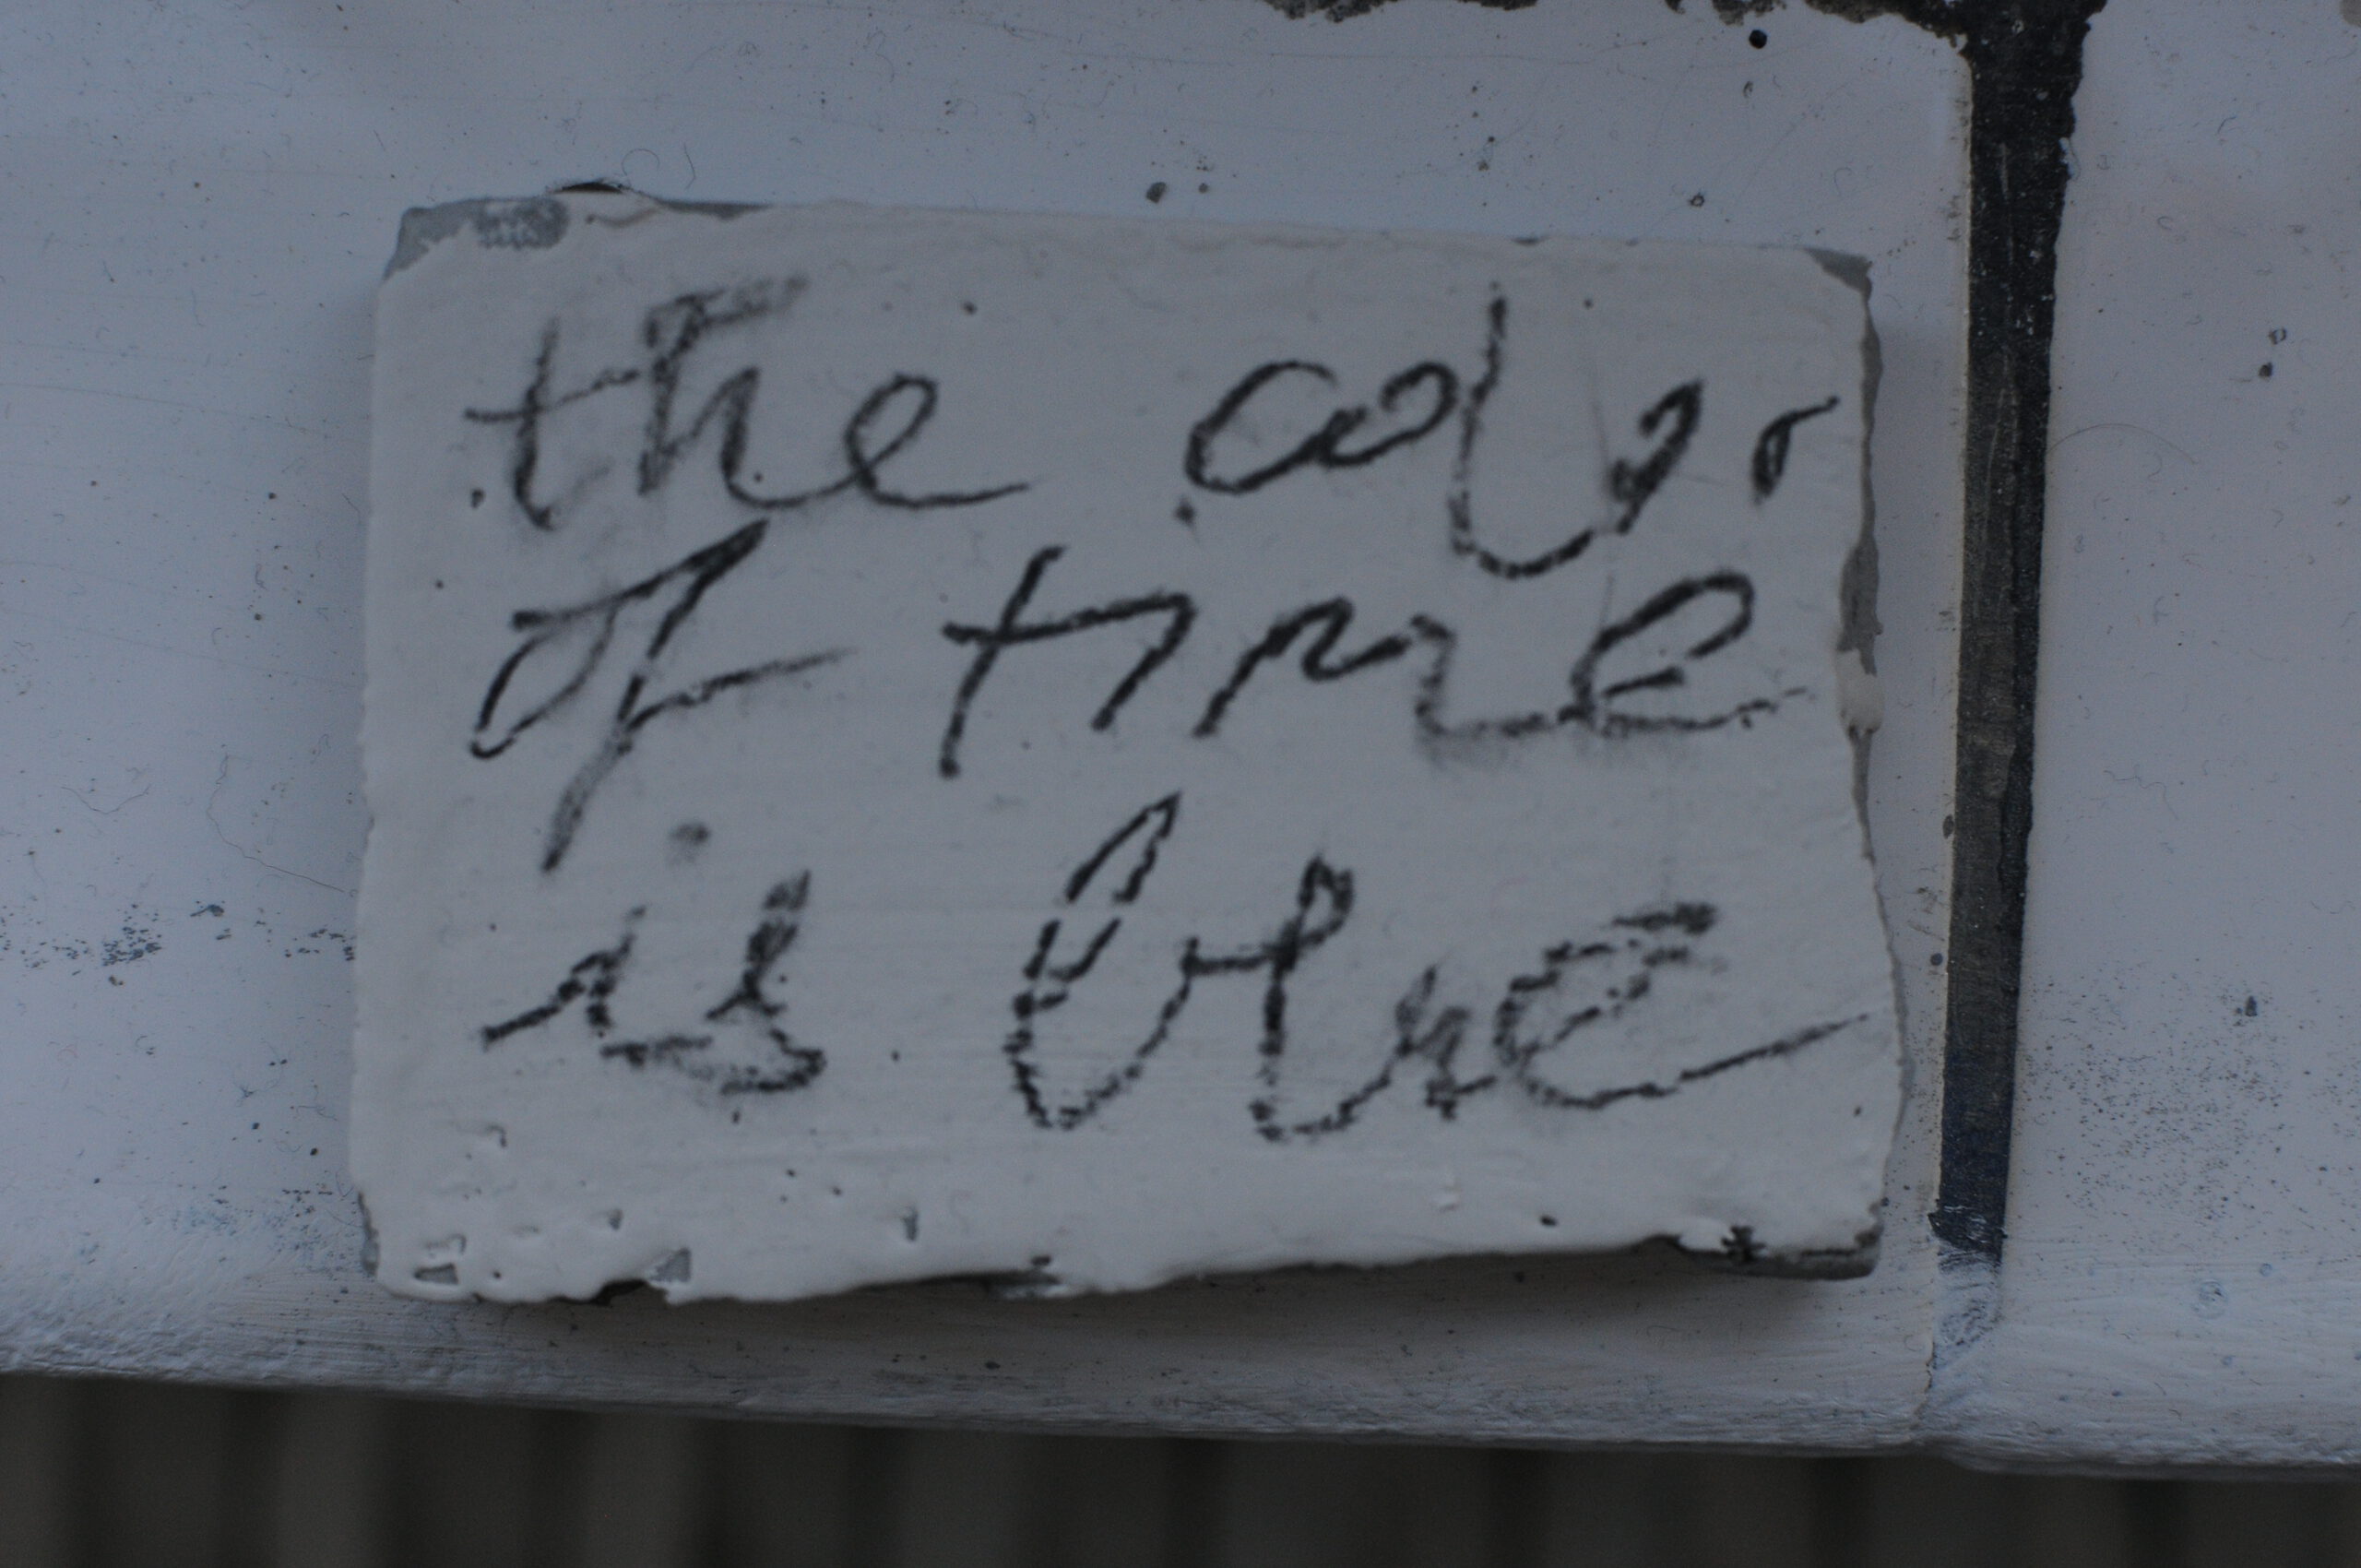 the color
of time
is blue